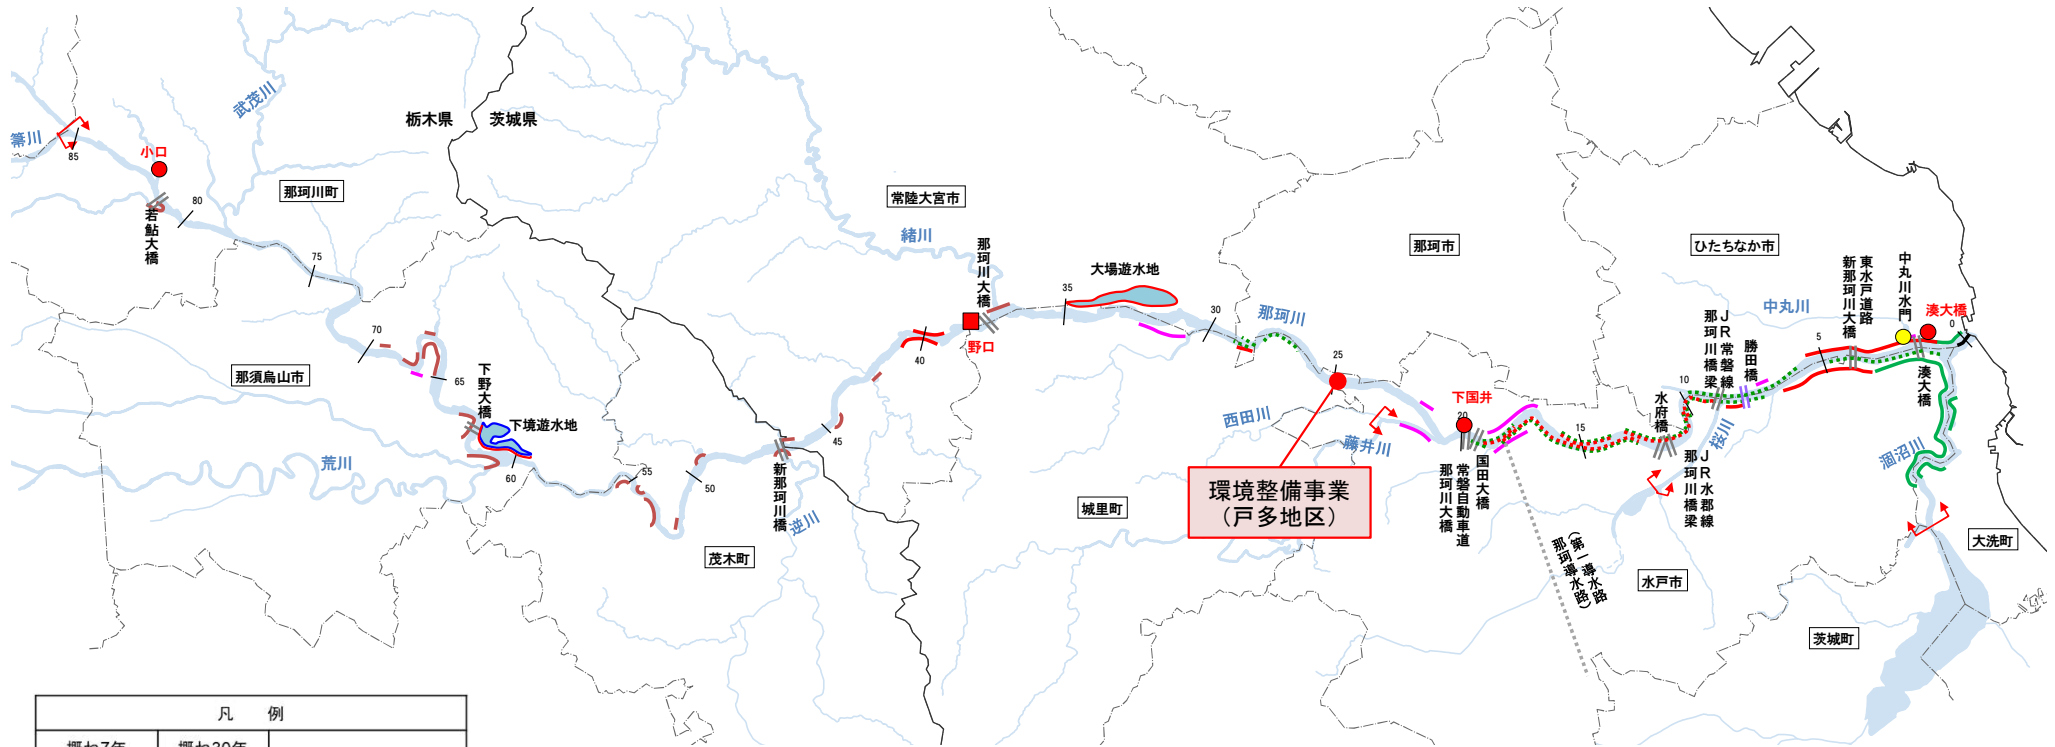 箒川
85
小口
若鮎大橋
80
武茂川
那珂川町
栃木県
茨城県
75
70
那須烏山市
65
下野大橋
下境遊水地
60
荒川
55
50
茂木町
新那珂川橋
逆川
45
40
野口
那珂川大橋
緒川
常陸大宮市
35
大場遊水地
30
那珂川
25
環境整備事業
(戸多地区)
西田川
藤井川
城里町
下国井
20
常磐自動車道
那珂川大橋
国田大橋
那珂市
15
(第一導水路
那珂導水路)
水府橋
10
JR水郡線
那珂川橋梁
桜川
水戸市
JR常磐線
那珂川橋梁
勝田橋
ひたちなか市
中丸川
5
東水戸道路
新那珂川大橋
中丸川水門
湊大橋
湊大橋
0
涸沼川
大洗町
茨城町
凡 例
概ね7年
概ね30年